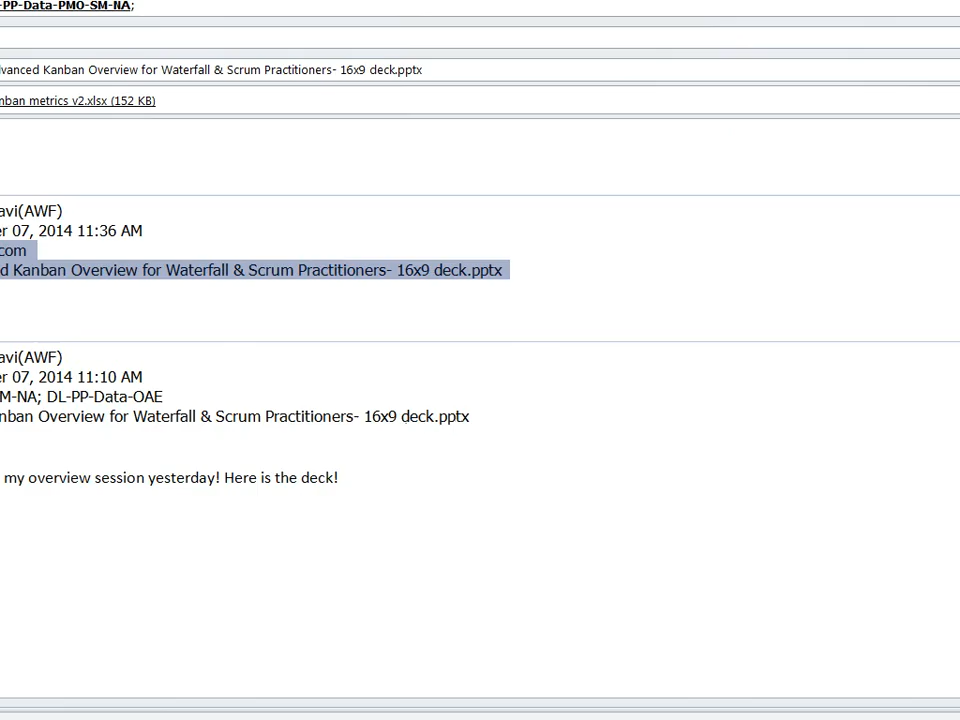 -PP-Data-PMO-SM-NA;
vanced Kanban Overview for Waterfall & Scrum Practitioners- 16x9 deck.pptx
nban metrics v2.xlsx (152 KB)
avi(AWF)
er 07, 2014 11:36 AM
com
d Kanban Overview for Waterfall & Scrum Practitioners- 16x9 deck.pptx
avi(AWF)
er 07, 2014 11:10 AM
M-NA; DL-PP-Data-OAE
nban Overview for Waterfall & Scrum Practitioners- 16x9 deck.pptx
my overview session yesterday! Here is the deck!